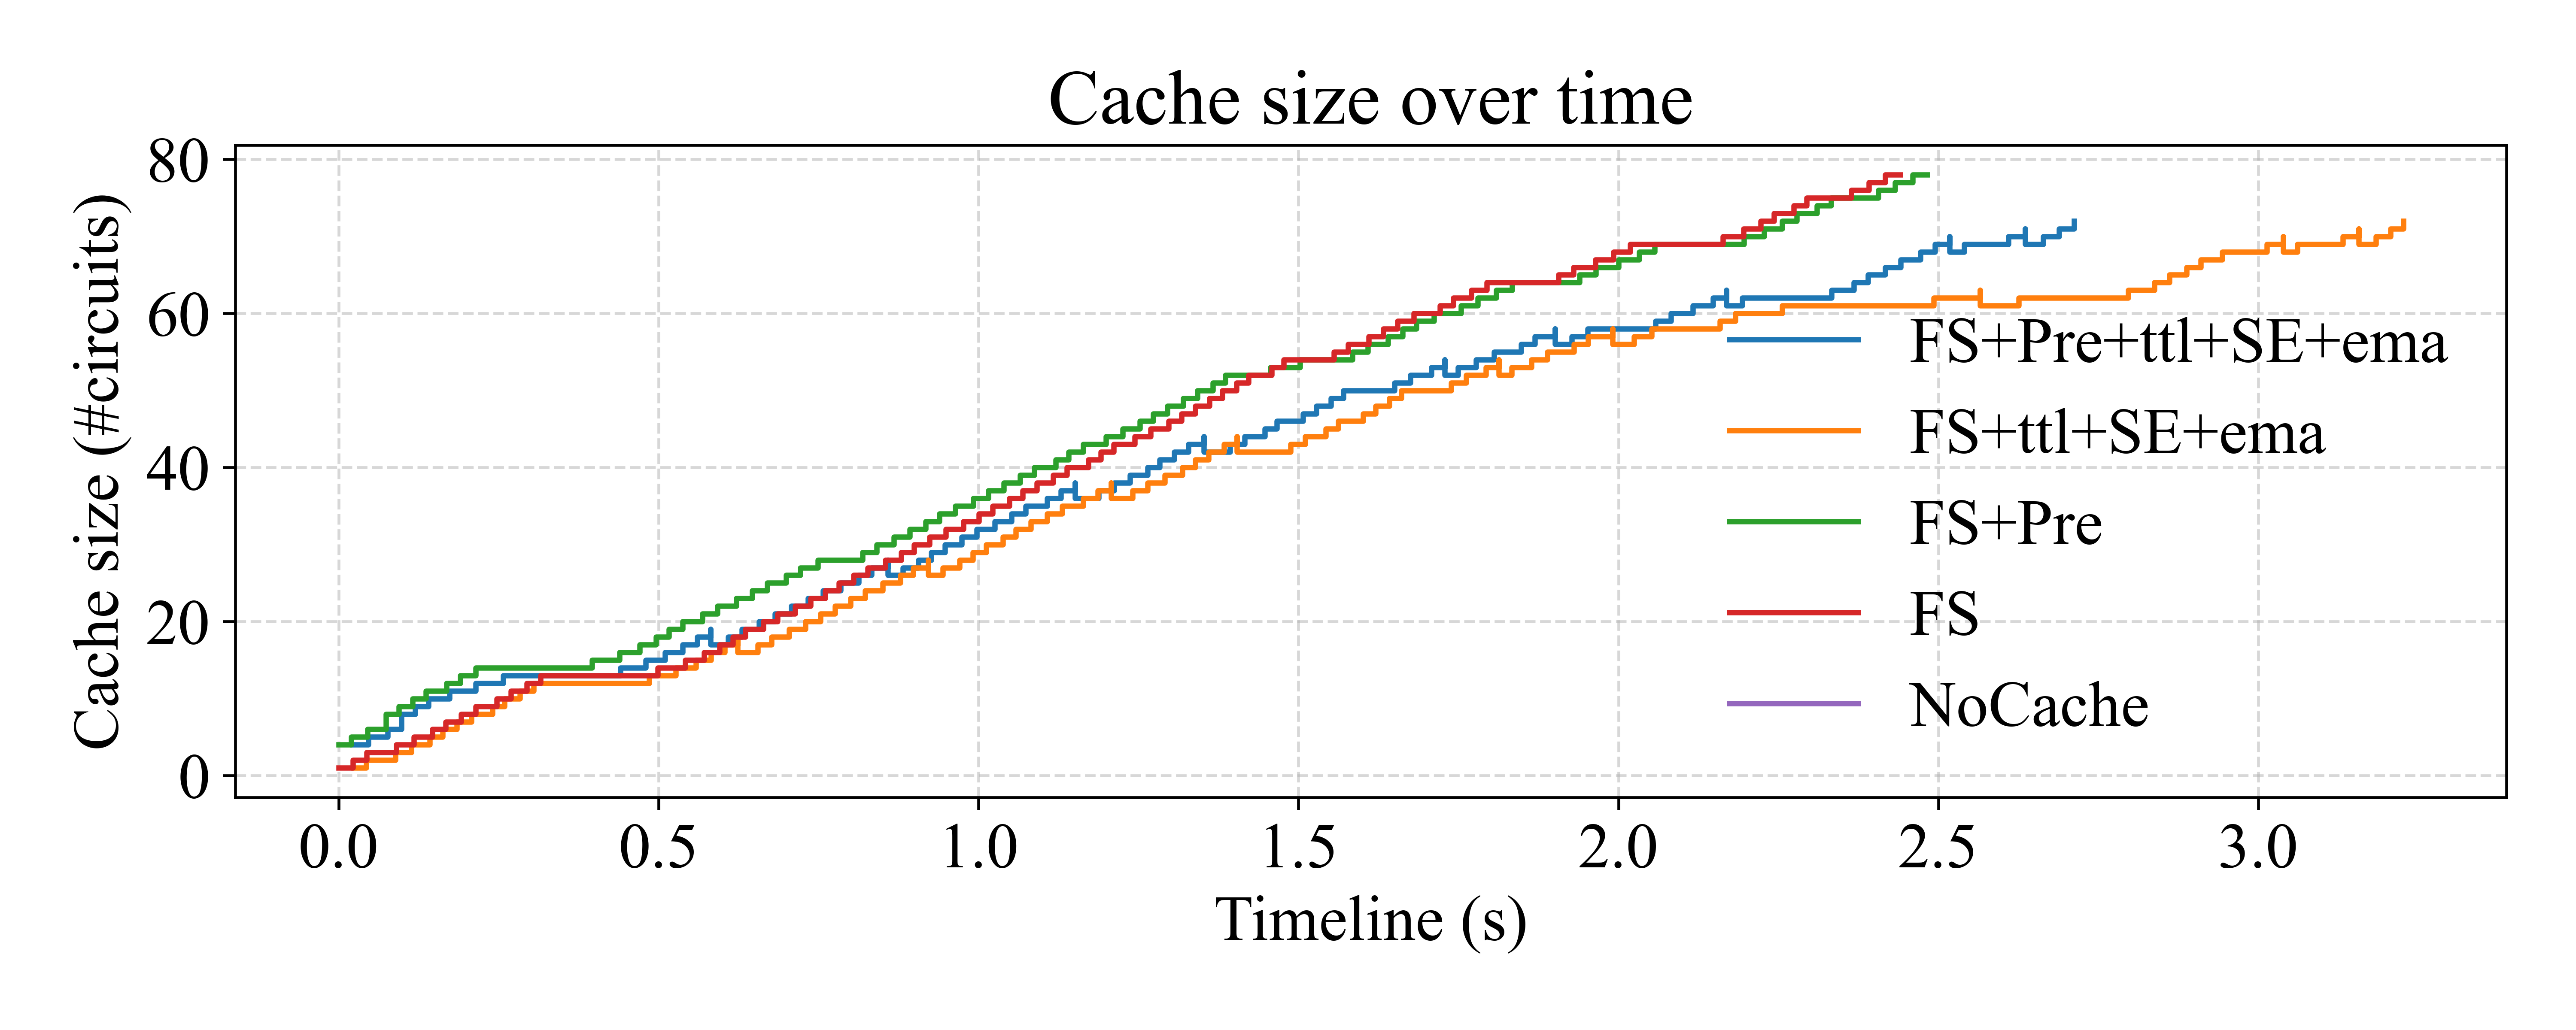 Cache size over time
Cache size (#circuits)
80
60
40
20
0
FS+Pre+ttl+SE+ema
FS+ttl+SE+ema
FS+Pre
FS
NoCache
0.0 0.5 1.0 1.5 2.0 2.5 3.0
Timeline (s)